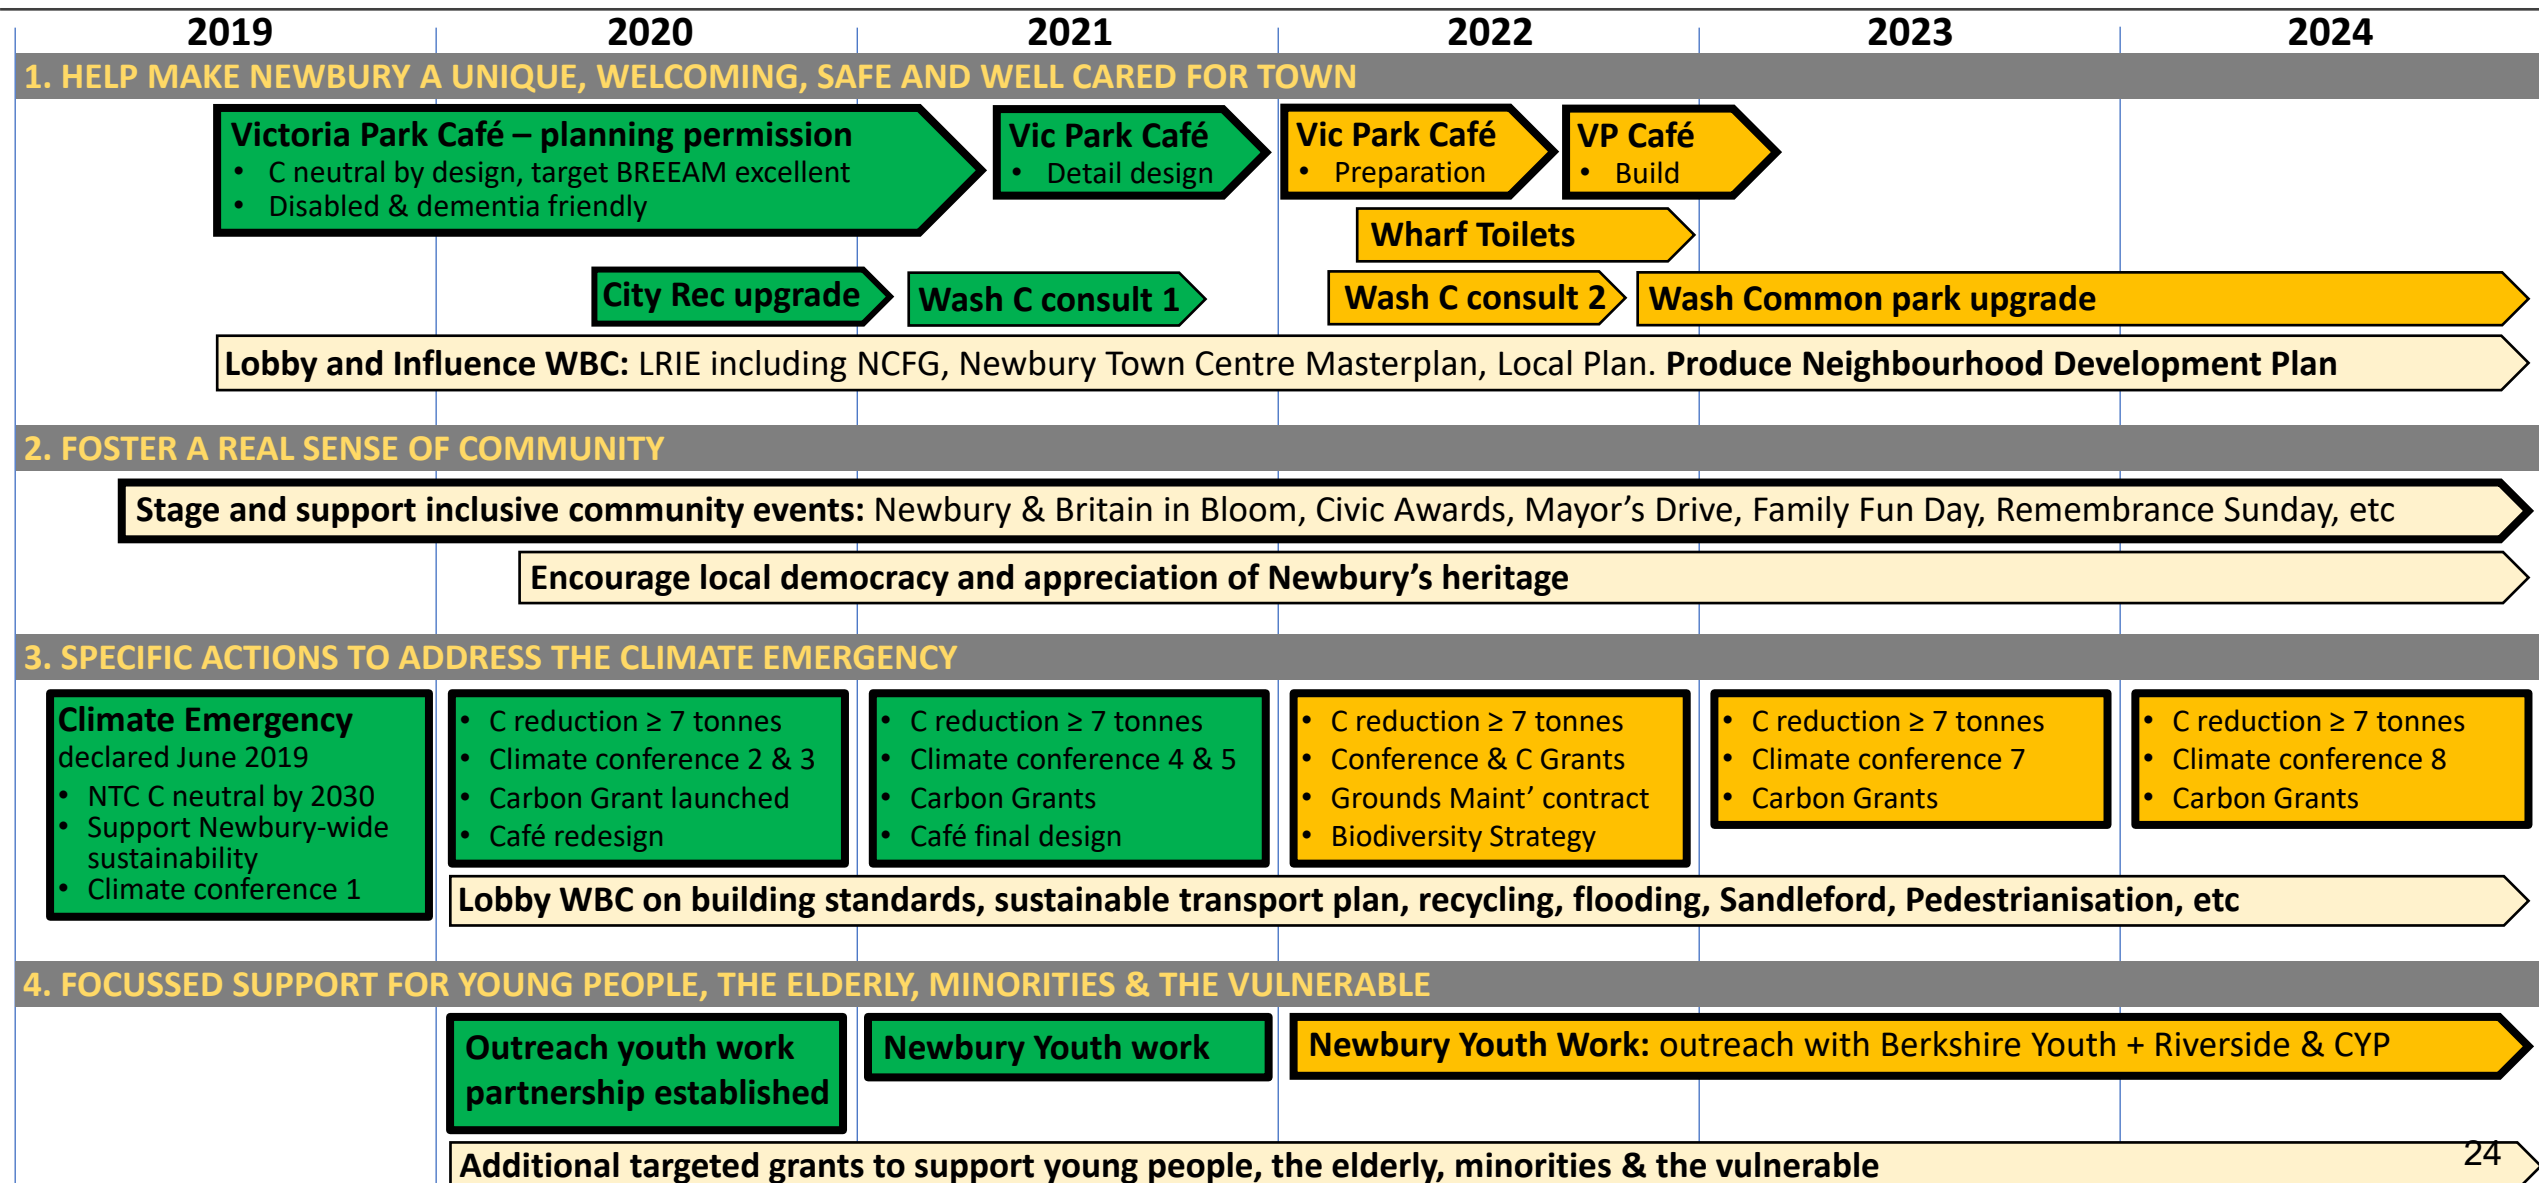 2019 2020 2021 2022 2023 2024
1. HELP MAKE NEWBURY A UNIQUE, WELCOMING, SAFE AND WELL CARED FOR TOWN
Victoria Park Café – planning permission
• C neutral by design, target BREEAM excellent
• Disabled & dementia friendly
Vic Park Café
• Detail design
Vic Park Café
• Preparation
VP Café
• Build
Wharf Toilets
City Rec upgrade
Wash C consult 1
Wash C consult 2
Wash Common park upgrade
Lobby and Influence WBC: LRIE including NCFG, Newbury Town Centre Masterplan, Local Plan. Produce Neighbourhood Development Plan
2. FOSTER A REAL SENSE OF COMMUNITY
Stage and support inclusive community events: Newbury & Britain in Bloom, Civic Awards, Mayor’s Drive, Family Fun Day, Remembrance Sunday, etc
Encourage local democracy and appreciation of Newbury’s heritage
3. SPECIFIC ACTIONS TO ADDRESS THE CLIMATE EMERGENCY
Climate Emergency
declared June 2019
• NTC C neutral by 2030
• Support Newbury-wide
sustainability
• Climate conference 1
• C reduction ≥ 7 tonnes
• Climate conference 2 & 3
• Carbon Grant launched
• Café redesign
• C reduction ≥ 7 tonnes
• Climate conference 4 & 5
• Carbon Grants
• Café final design
• C reduction ≥ 7 tonnes
• Conference & C Grants
• Grounds Maint’ contract
• Biodiversity Strategy
• C reduction ≥ 7 tonnes
• Climate conference 7
• Carbon Grants
• C reduction ≥ 7 tonnes
• Climate conference 8
• Carbon Grants
Lobby WBC on building standards, sustainable transport plan, recycling, flooding, Sandleford, Pedestrianisation, etc
4. FOCUSSED SUPPORT FOR YOUNG PEOPLE, THE ELDERLY, MINORITIES & THE VULNERABLE
Outreach youth work
partnership established
Newbury Youth work
Newbury Youth Work: outreach with Berkshire Youth + Riverside & CYP
Additional targeted grants to support young people, the elderly, minorities & the vulnerable
24